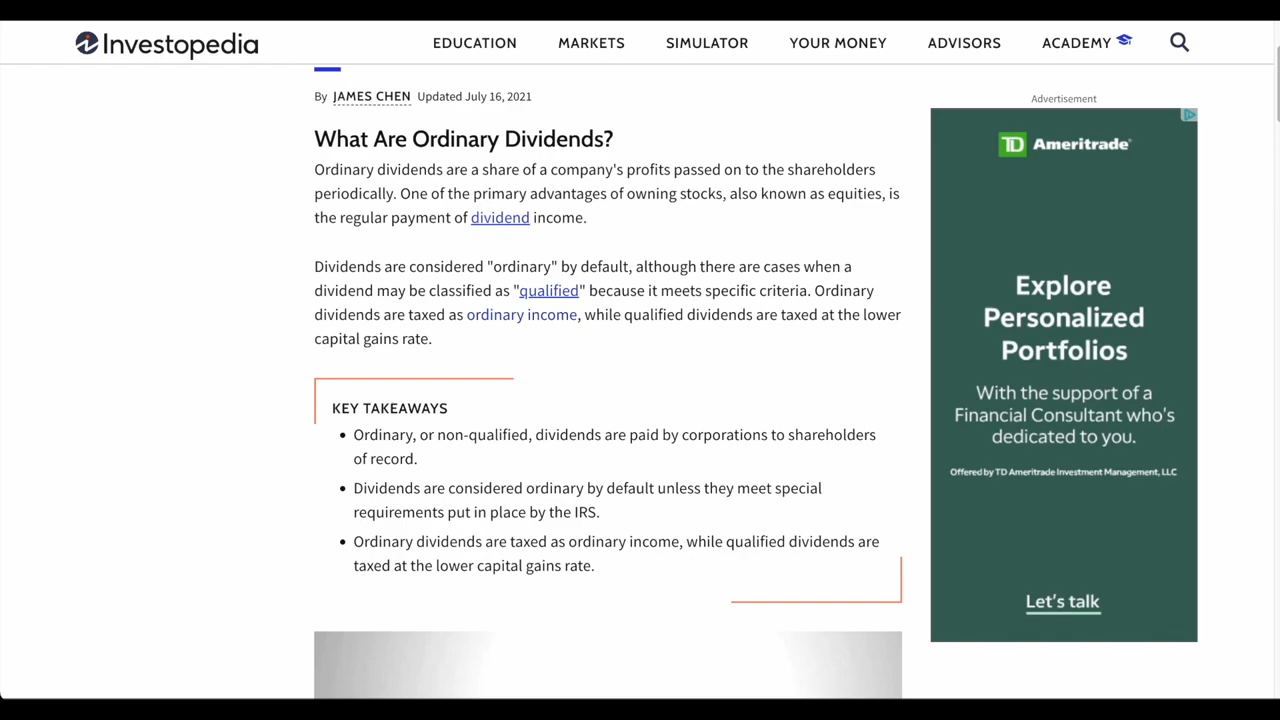 Investopedia
EDUCATION MARKETS SIMULATOR YOUR MONEY ADVISORS ACADEMY
By JAMES CHEN Updated July 16, 2021
What Are Ordinary Dividends?
Ordinary dividends are a share of a company's profits passed on to the shareholders
periodically. One of the primary advantages of owning stocks, also known as equities, is
the regular payment of dividend income.
Dividends are considered "ordinary" by default, although there are cases when a
dividend may be classified as "qualified" because it meets specific criteria. Ordinary
dividends are taxed as ordinary income, while qualified dividends are taxed at the lower
capital gains rate.
KEY TAKEAWAYS
• Ordinary, or non-qualified, dividends are paid by corporations to shareholders
of record.
• Dividends are considered ordinary by default unless they meet special
requirements put in place by the IRS.
• Ordinary dividends are taxed as ordinary income, while qualified dividends are
taxed at the lower capital gains rate.
Advertisement
TD Ameritrade
Explore
Personalized
Portfolios
With the support of a
Financial Consultant who's
dedicated to you.
Offered by TD Ameritrade Investment Management, LLC
Let's talk